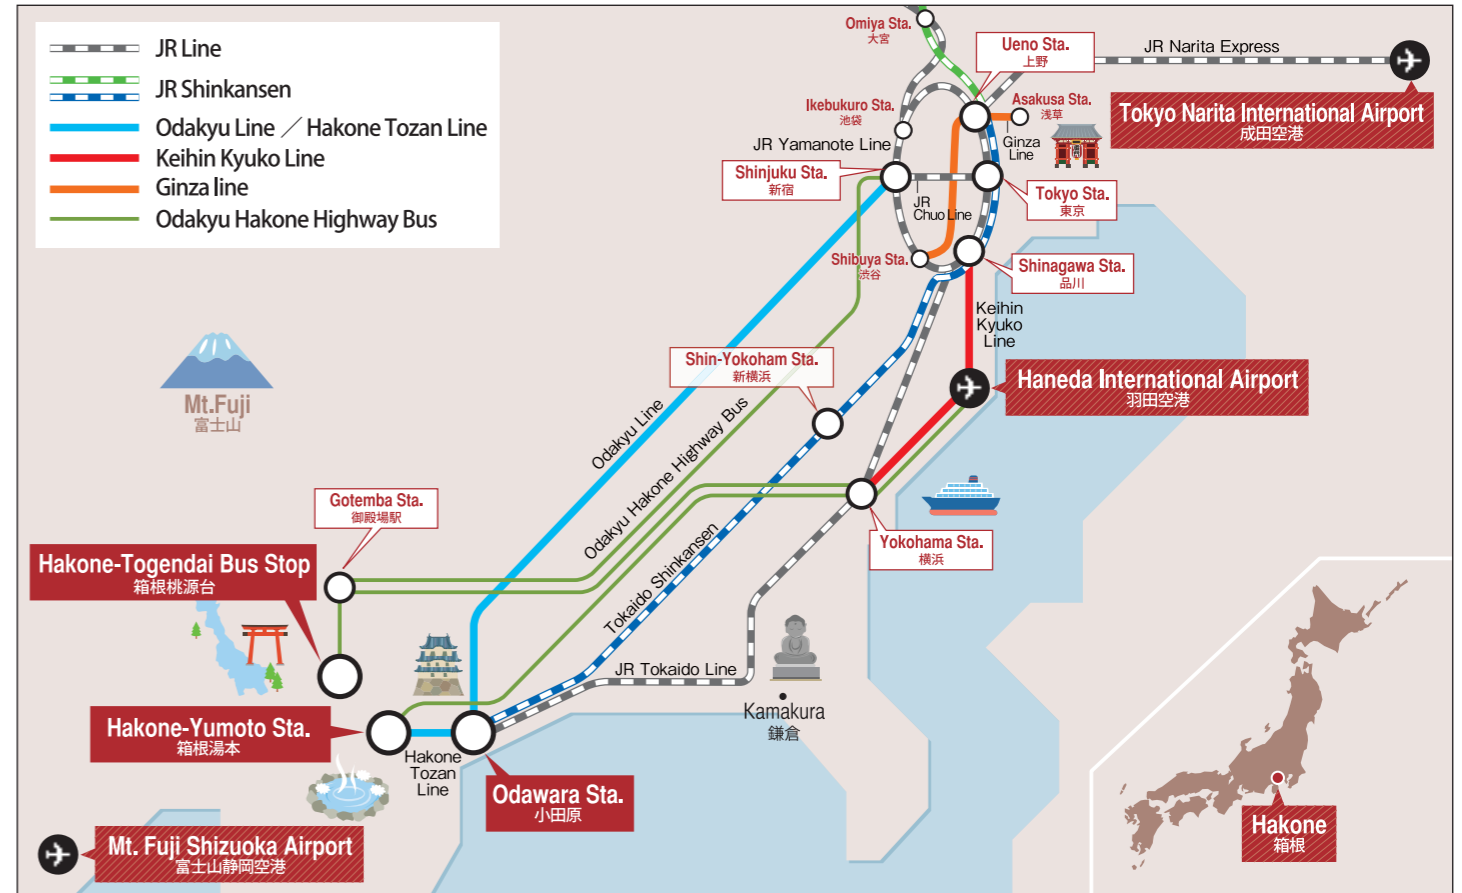 JR Line
JR Shinkansen
Odakyu Line ／ Hakone Tozan Line
Keihin Kyuko Line
Ginza line
Odakyu Hakone Highway Bus
Omiya Sta.
大宮
Ueno Sta.
上野
JR Narita Express
Tokyo Narita International Airport
成田空港
Ikebukuro Sta.
池袋
Asakusa Sta.
浅草
JR Yamanote Line
Ginza
Line
Shinjuku Sta.
新宿
JR
Chuo Line
Tokyo Sta.
東京
Shibuya Sta.
渋谷
Shinagawa Sta.
品川
Keihin
Kyuko
Line
Mt.Fuji
富士山
Shin-Yokoham Sta.
新横浜
Haneda International Airport
羽田空港
Odakyu Line
Odakyu Hakone Highway Bus
Gotemba Sta.
御殿場駅
Yokohama Sta.
横浜
Hakone-Togendai Bus Stop
箱根桃源台
Tokaido Shinkansen
JR Tokaido Line
Kamakura
鎌倉
Hakone-Yumoto Sta.
箱根湯本
Hakone
Tozan
Line
Odawara Sta.
小田原
Mt. Fuji Shizuoka Airport
富士山静岡空港
Hakone
箱根